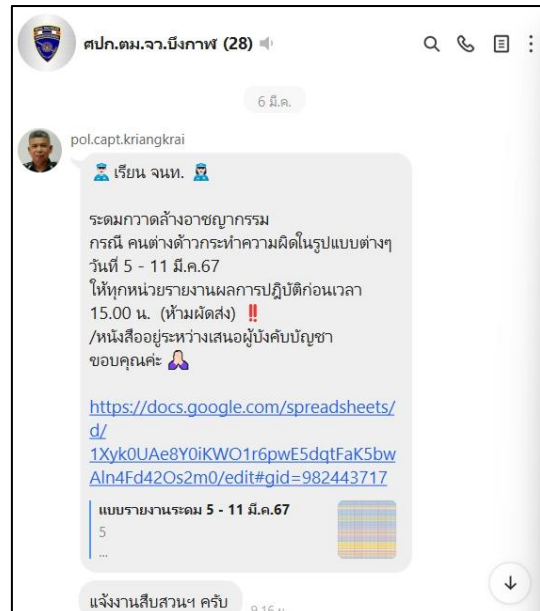 ศปก.ตม.จว.บึงกาฬ (28)
6 มี.ค.
pol.capt.kriangkrai
เรียน จนท.
ระดมกวาดล้างอาชญากรรม
กรณี คนต่างด้าวกระทำความผิดในรูปแบบต่างๆ
วันที่ 5 - 11 มี.ค.67
ให้ทุกหน่วยรายงานผลการปฎิบัติก่อนเวลา
15.00 น. (ห้ามผัดส่ง) ‼️
/หนังสืออยู่ระหว่างเสนอผู้บังคับบัญชา
ขอบคุณค่ะ 🙏
https://docs.google.com/spreadsheets/
d/
1Xyk0UAe8Y0iKWO1r6pwE5dqtFaK5bw
Aln4Fd42Os2m0/edit#gid=982443717
แบบรายงานระดม 5 - 11 มี.ค.67
5
...
แจ้งงานสืบสวนฯ ครับ